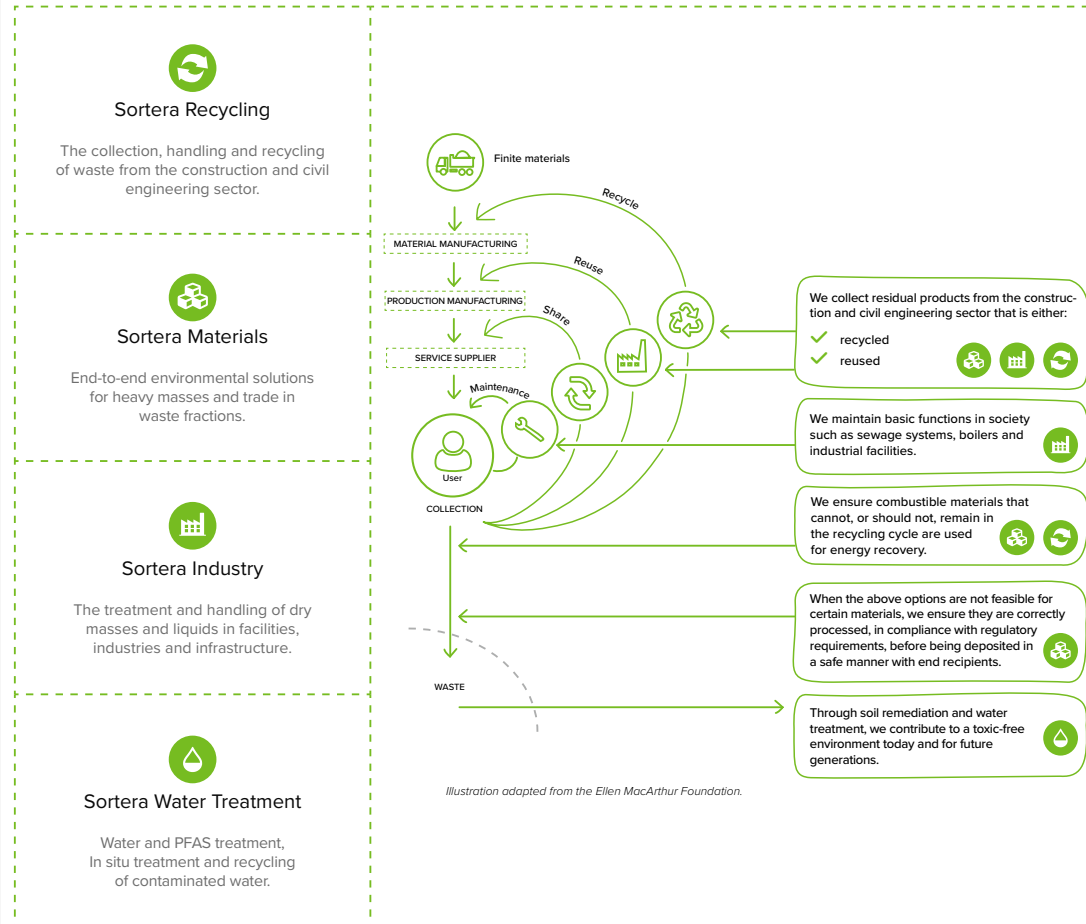 Sortera Recycling
The collection, handling and recycling
of waste from the construction and civil
engineering sector.
Sortera Materials
End-to-end environmental solutions
for heavy masses and trade in
waste fractions.
Sortera Industry
The treatment and handling of dry
masses and liquids in facilities,
industries and infrastructure.
Sortera Water Treatment
Water and PFAS treatment,
In situ treatment and recycling
of contaminated water.
Finite materials
Recycle
MATERIAL MANUFACTURING
Reuse
PRODUCTION MANUFACTURING
Share
SERVICE SUPPLIER
Maintenance
User
COLLECTION
WASTE
We collect residual products from the construc-
tion and civil engineering sector that is either:
recycled
reused
We maintain basic functions in society
such as sewage systems, boilers and
industrial facilities.
We ensure combustible materials that
cannot, or should not, remain in
the recycling cycle are used
for energy recovery.
When the above options are not feasible for
certain materials, we ensure they are correctly
processed, in compliance with regulatory
requirements, before being deposited in
a safe manner with end recipients.
Through soil remediation and water
treatment, we contribute to a toxic-free
environment today and for future
generations.
Illustration adapted from the Ellen MacArthur Foundation.